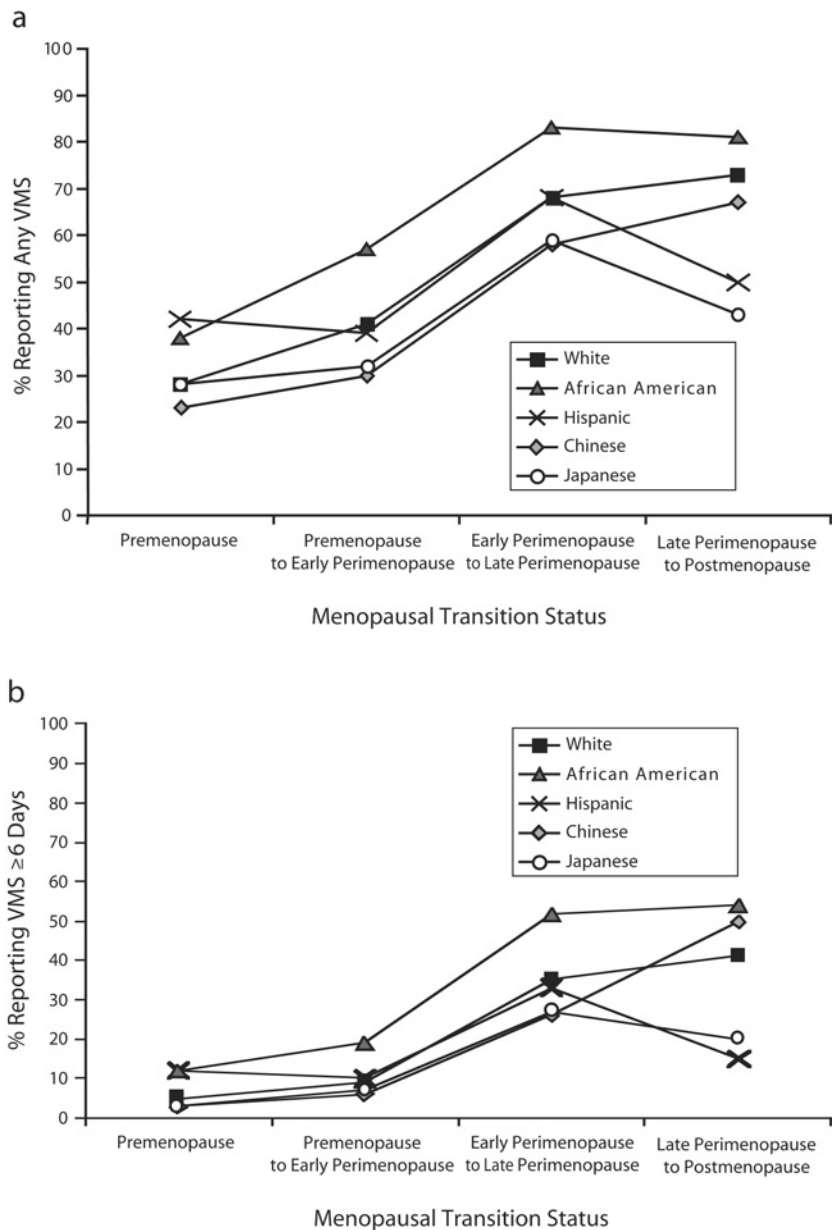 a
100
90
80
70
60
50
40
30
20
10
0
% Reporting Any VMS
White
African American
Hispanic
Chinese
Japanese
Premenopause
Premenopause
to Early Perimenopause
Early Perimenopause
to Late Perimenopause
Late Perimenopause
to Postmenopause
Menopausal Transition Status
b
100
90
80
70
60
50
40
30
20
10
0
% Reporting VMS ≥6 Days
White
African American
Hispanic
Chinese
Japanese
Premenopause
Premenopause
to Early Perimenopause
Early Perimenopause
to Late Perimenopause
Late Perimenopause
to Postmenopause
Menopausal Transition Status